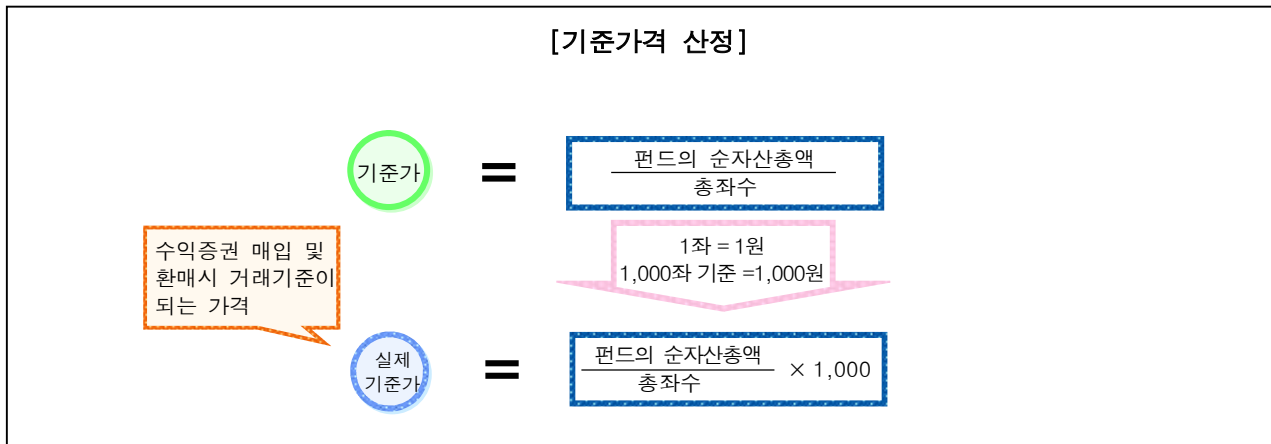 [기준가격 산정]
기준가
=
펀드의 순자산총액
총좌수
수익증권 매입 및
환매시 거래기준이
되는 가격
1좌 = 1원
1,000좌 기준 =1,000원
실제
기준가
=
펀드의 순자산총액
총좌수
× 1,000